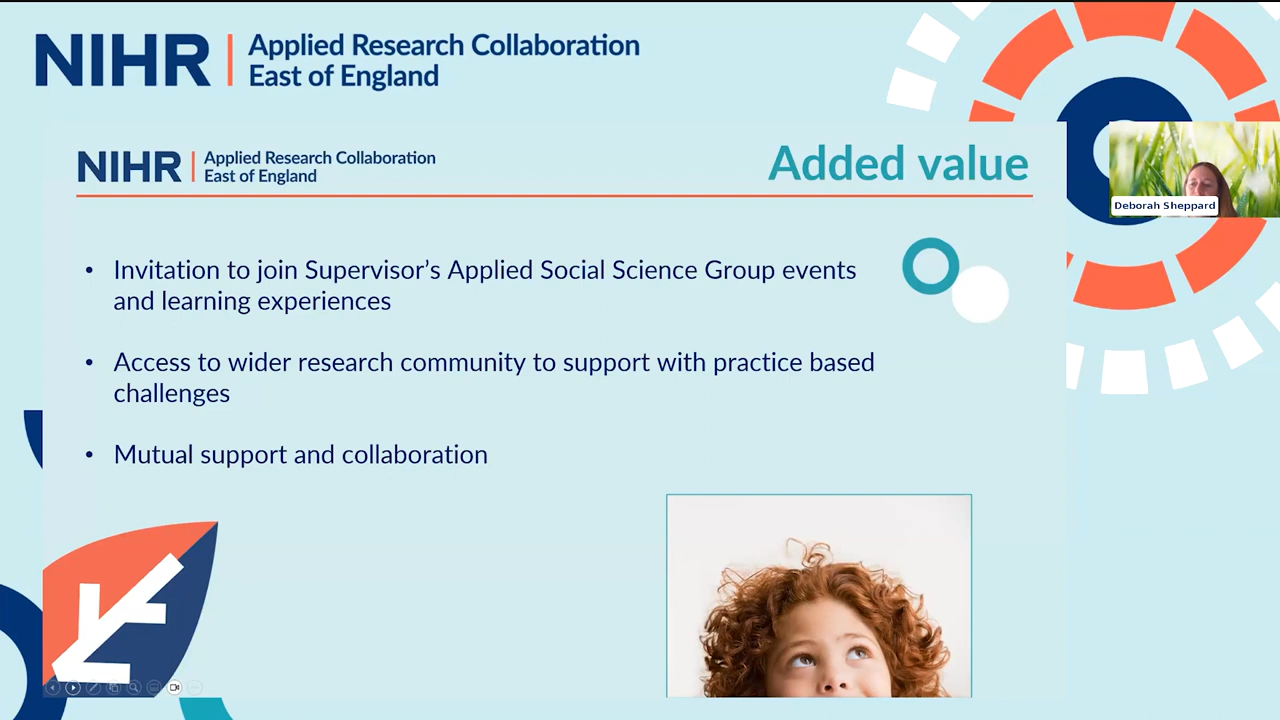 NIHR | Applied Research Collaboration
East of England
NIHR | Applied Research Collaboration
East of England
Added value
Deborah Sheppard
• Invitation to join Supervisor’s Applied Social Science Group events
and learning experiences
• Access to wider research community to support with practice based
challenges
• Mutual support and collaboration